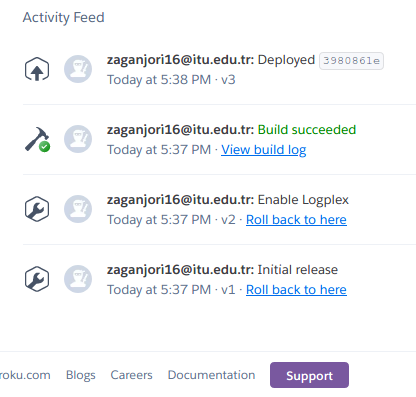 Activity Feed
zaganjori16@itu.edu.tr: Deployed 3980861e
Today at 5:38 PM · v3
zaganjori16@itu.edu.tr: Build succeeded
Today at 5:37 PM · View build log
zaganjori16@itu.edu.tr: Enable Logplex
Today at 5:37 PM · v2 · Roll back to here
zaganjori16@itu.edu.tr: Initial release
Today at 5:37 PM · v1 · Roll back to here
roku.com Blogs Careers Documentation Support